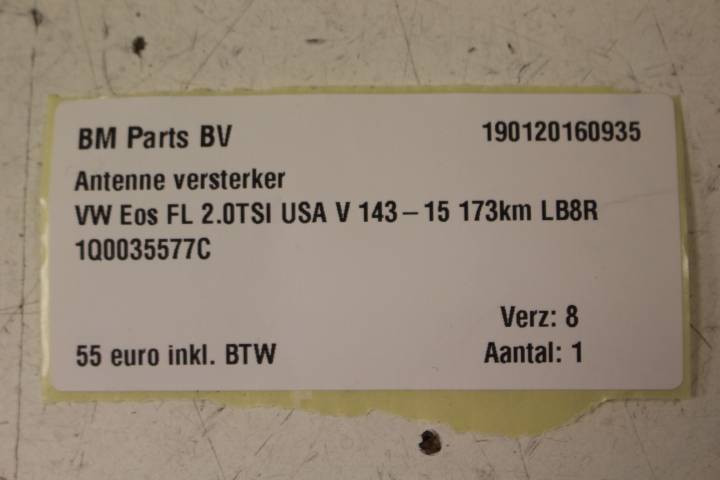 BM Parts BV 190120160935
Antenne versterker
VW Eos FL 2.0TSI USA V 143 – 15 173km LB8R
1Q0035577C
Verz: 8
55 euro inkl. BTW Aantal: 1